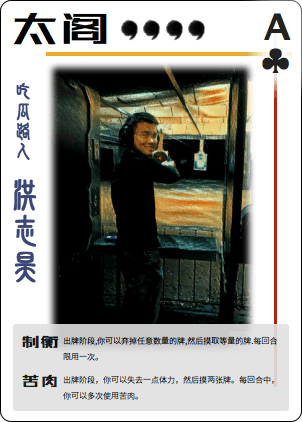 太阁
A
吃瓜路人
洪志昊
制衡 出牌阶段,你可以弃掉任意数量的牌,然后摸取等量的牌.每回合
限用一次。
苦肉 出牌阶段，你可以失去一点体力，然后摸两张牌。每回合中，
你可以多次使用苦肉。